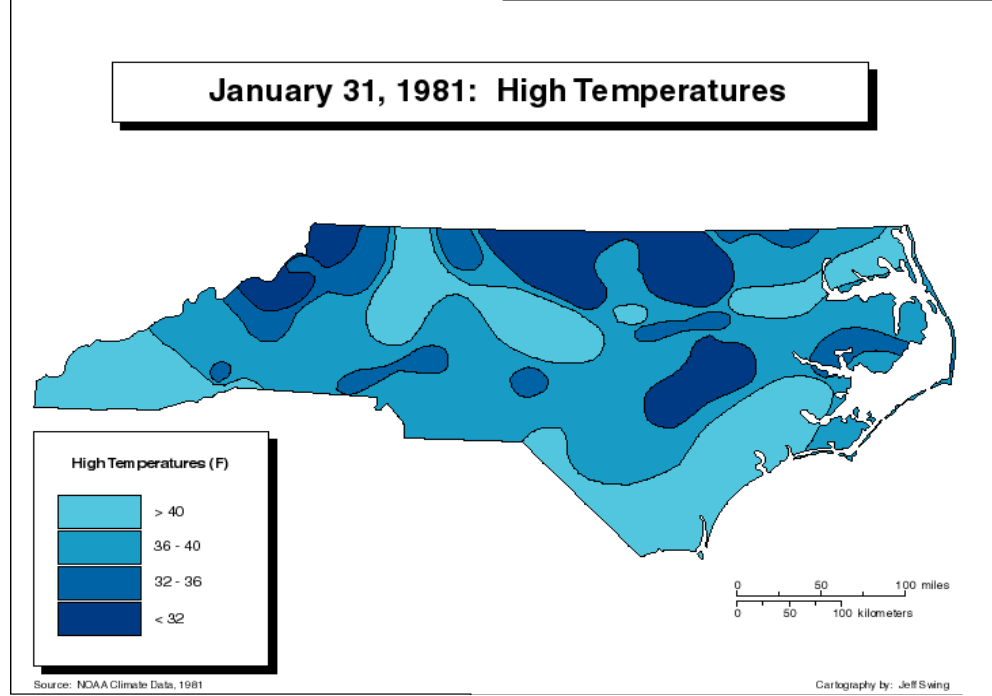 January 31, 1981: High Temperatures
High Temperatures (F)
> 40
36 - 40
32 - 36
< 32
0 50 100 miles
0 50 100 kilometers
Source: NOAA Climate Data, 1981
Cartography by: Jeff Swing